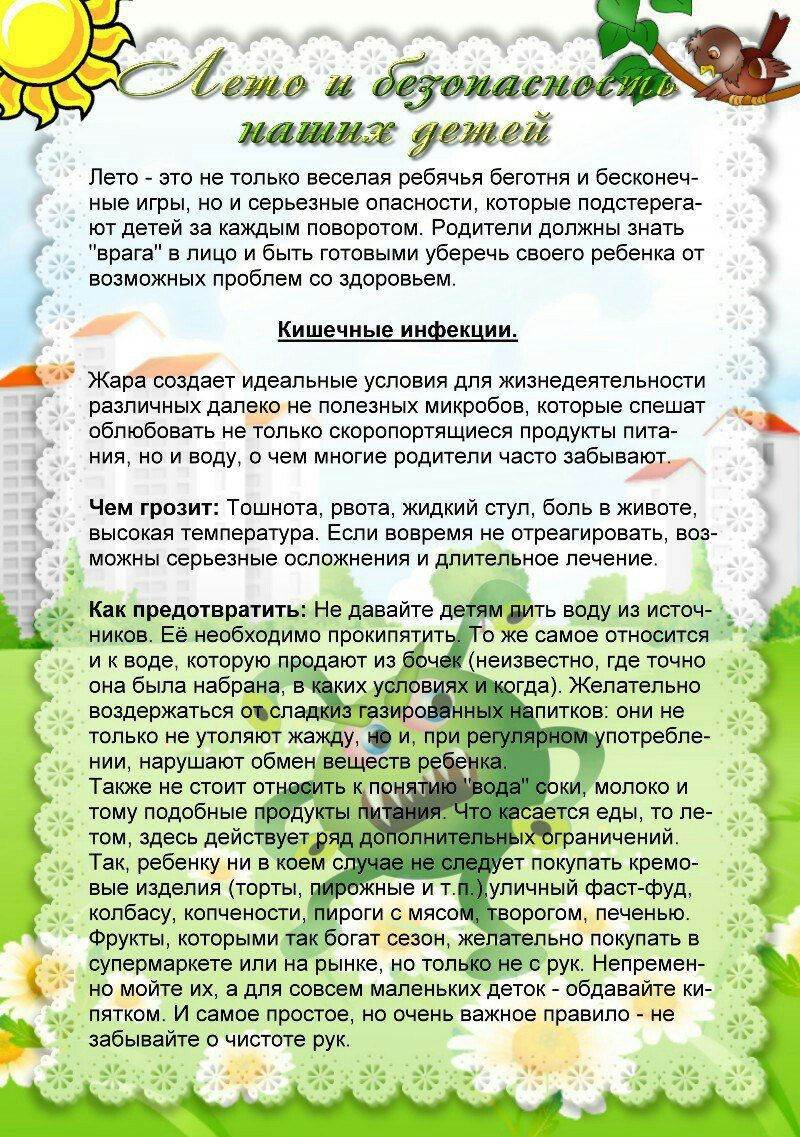 Лето и безопасность
наших детей
Лето - это не только веселая ребячья беготня и бесконеч-
ные игры, но и серьезные опасности, которые подстерега-
ют детей за каждым поворотом. Родители должны знать
"врага" в лицо и быть готовыми уберечь своего ребенка от
возможных проблем со здоровьем.
Кишечные инфекции.
Жара создает идеальные условия для жизнедеятельности
различных далеко не полезных микробов, которые спешат
облюбовать не только скоропортящиеся продукты пита-
ния, но и воду, о чем многие родители часто забывают.
Чем грозит: Тошнота, рвота, жидкий стул, боль в животе,
высокая температура. Если вовремя не отреагировать, воз-
можны серьезные осложнения и длительное лечение.
Как предотвратить: Не давайте детям пить воду из источ-
ников. Её необходимо прокипятить. То же самое относится
и к воде, которую продают из бочек (неизвестно, где точно
она была набрана, в каких условиях и когда). Желательно
воздержаться от сладкиз газированных напитков: они не
только не утоляют жажду, но и, при регулярном употребле-
нии, нарушают обмен веществ ребенка.
Также не стоит относить к понятию "вода" соки, молоко и
тому подобные продукты питания. Что касается еды, то ле-
том, здесь действует ряд дополнительных ограничений.
Так, ребенку ни в коем случае не следует покупать кремо-
вые изделия (торты, пирожные и т.п.),уличный фаст-фуд,
колбасу, копчености, пироги с мясом, творогом, печенью.
Фрукты, которыми так богат сезон, желательно покупать в
супермаркете или на рынке, но только не с рук. Непремен-
но мойте их, а для совсем маленьких деток - обдавайте ки-
пятком. И самое простое, но очень важное правило - не
забывайте о чистоте рук.